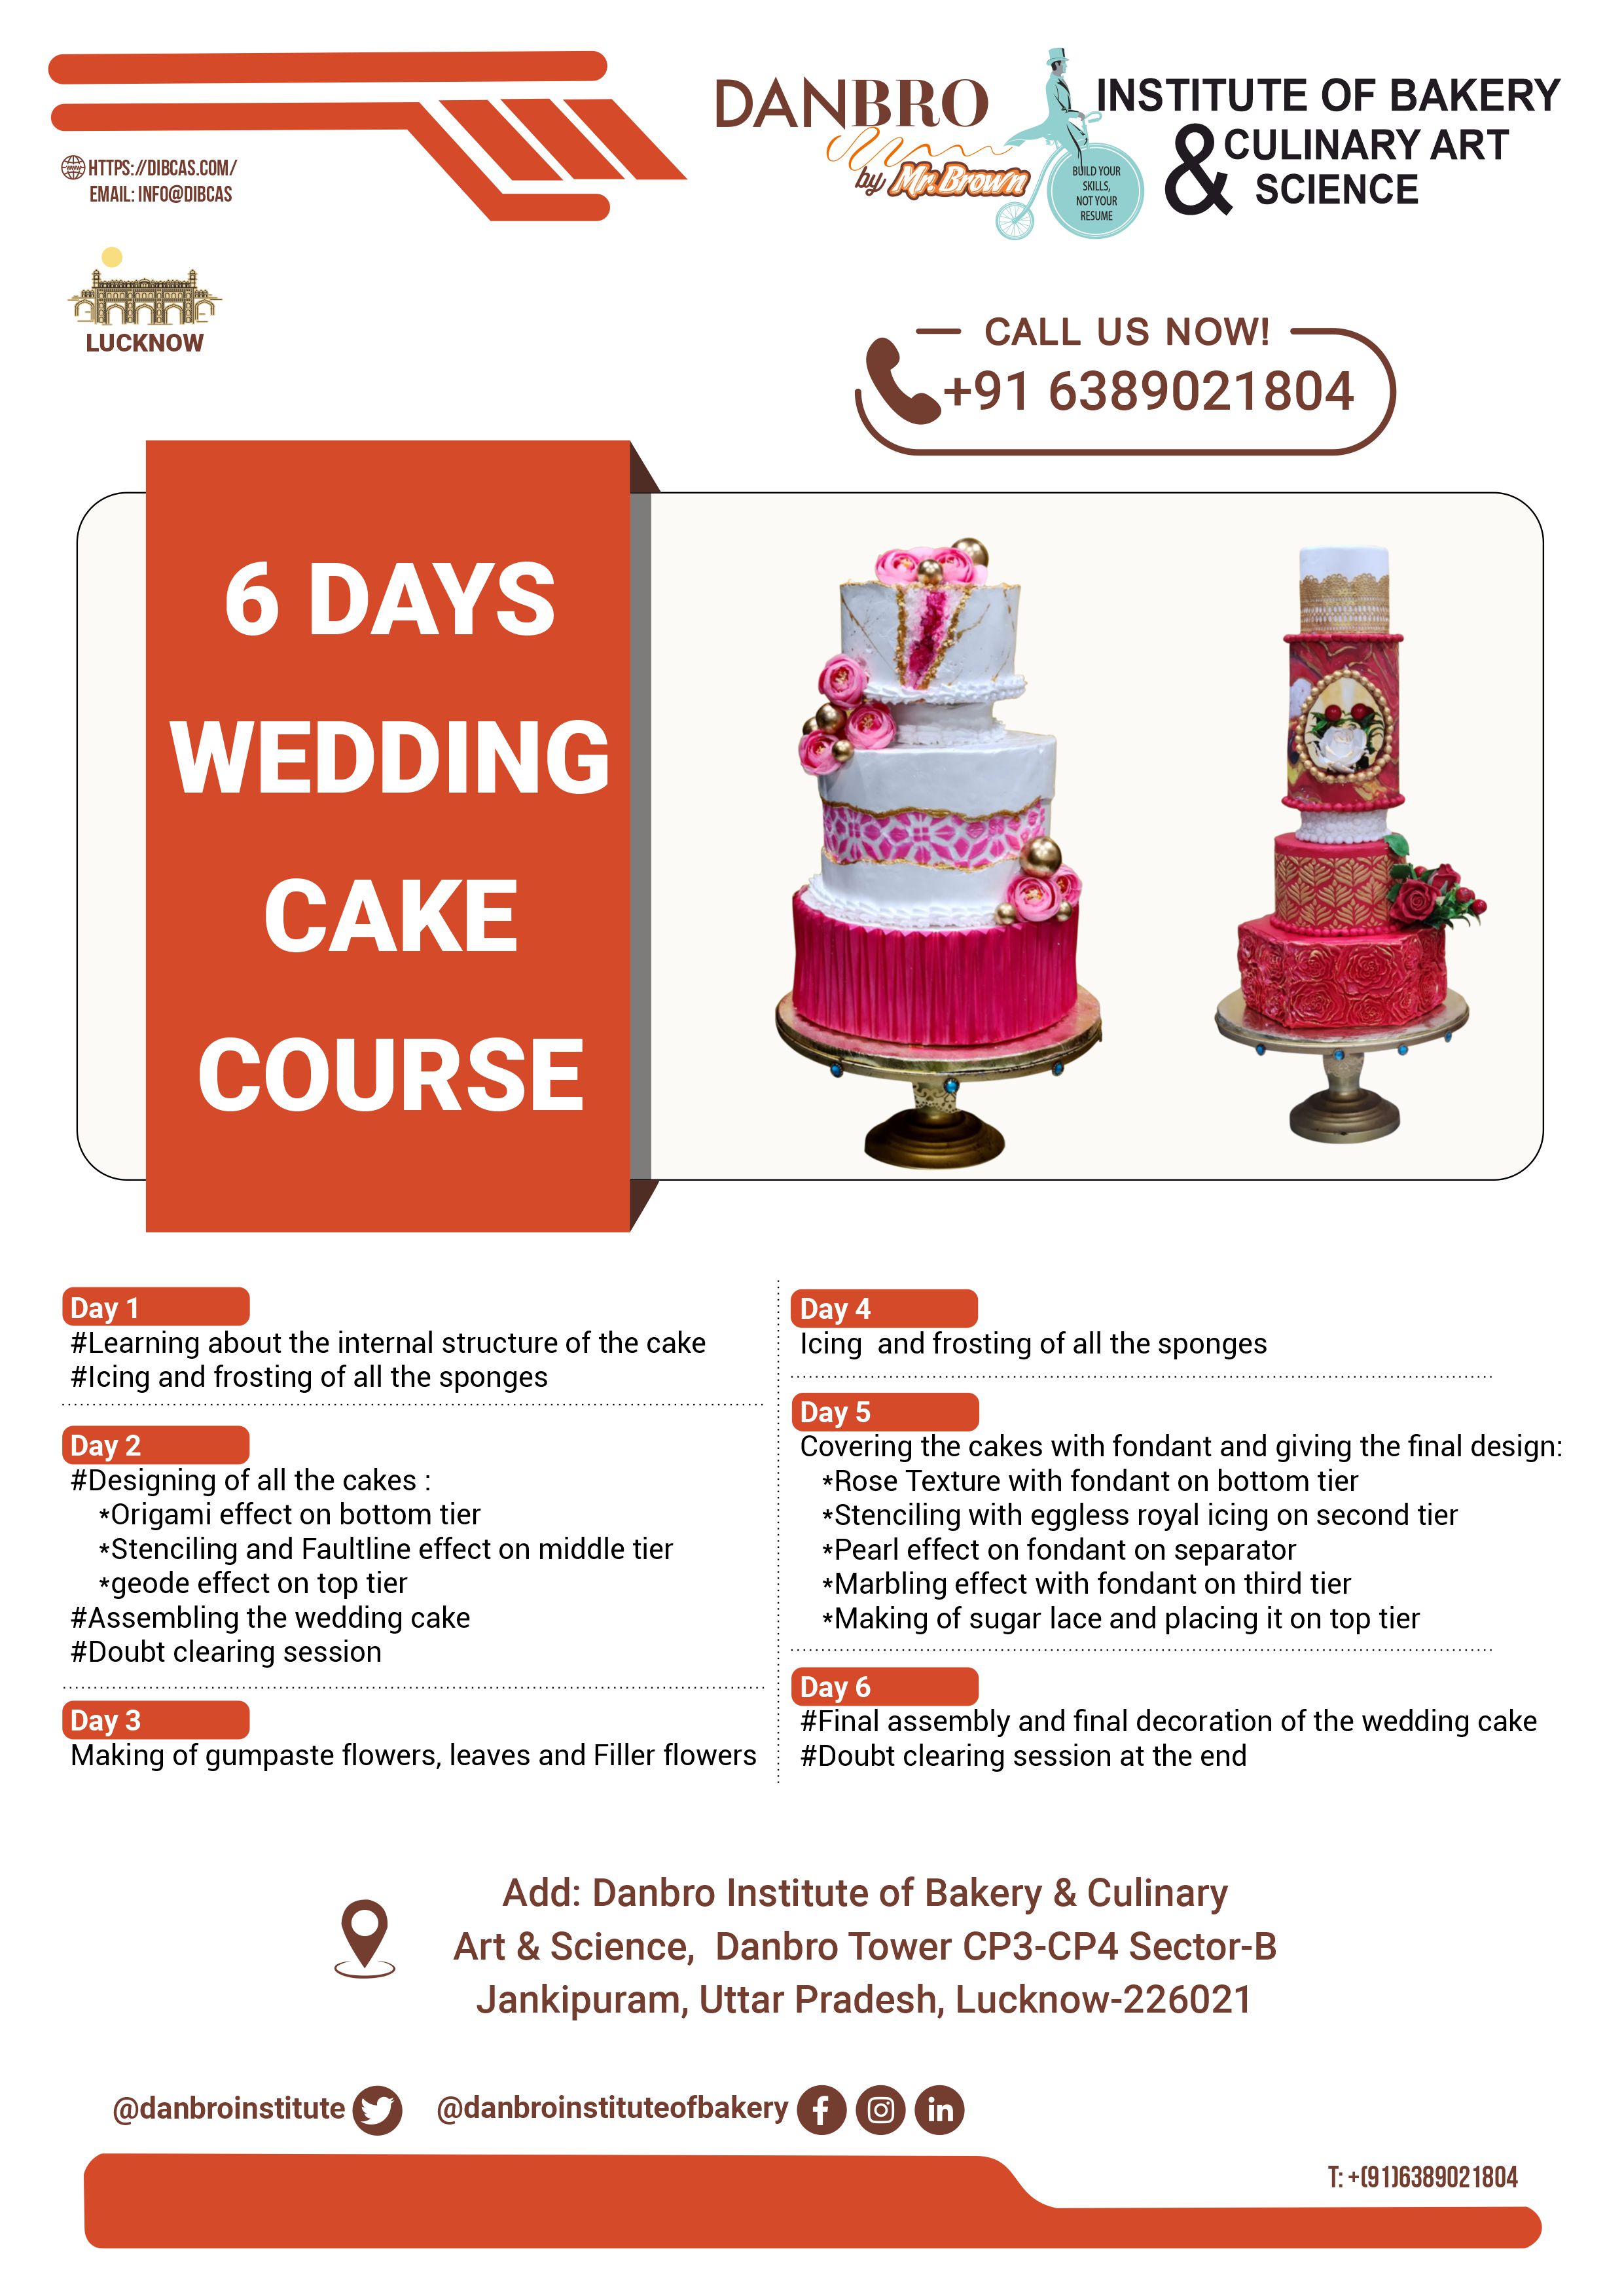 HTTPS://DIBCAS.COM/
EMAIL: INFO@DIBCAS
DANBRO
by Mr. Brown
BUILD YOUR
SKILLS,
NOT YOUR
RESUME
INSTITUTE OF BAKERY
& CULINARY ART
SCIENCE
LUCKNOW
CALL US NOW!
+91 6389021804
6 DAYS
WEDDING
CAKE
COURSE
Day 1
#Learning about the internal structure of the cake
#Icing and frosting of all the sponges
Day 2
#Designing of all the cakes :
*Origami effect on bottom tier
*Stenciling and Faultline effect on middle tier
*geode effect on top tier
#Assembling the wedding cake
#Doubt clearing session
Day 3
Making of gumpaste flowers, leaves and Filler flowers
Day 4
Icing  and frosting of all the sponges
Day 5
Covering the cakes with fondant and giving the final design:
*Rose Texture with fondant on bottom tier
*Stenciling with eggless royal icing on second tier
*Pearl effect on fondant on separator
*Marbling effect with fondant on third tier
*Making of sugar lace and placing it on top tier
Day 6
#Final assembly and final decoration of the wedding cake
#Doubt clearing session at the end
Add: Danbro Institute of Bakery & Culinary
Art & Science,  Danbro Tower CP3-CP4 Sector-B
Jankipuram, Uttar Pradesh, Lucknow-226021
@danbroinstitute
@danbroinstituteofbakery
T: +(91)6389021804